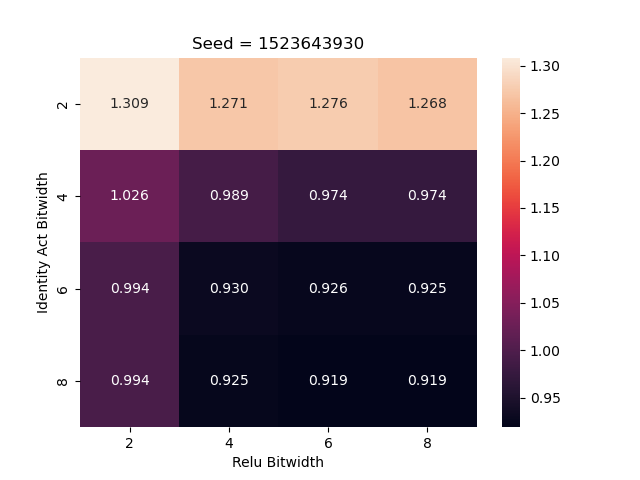 Seed = 1523643930
Identity Act Bitwidth
2 1.309 1.271 1.276 1.268
4 1.026 0.989 0.974 0.974
6 0.994 0.930 0.926 0.925
8 0.994 0.925 0.919 0.919
2 4 6 8
Relu Bitwidth
1.30
1.25
1.20
1.15
1.10
1.05
1.00
0.95